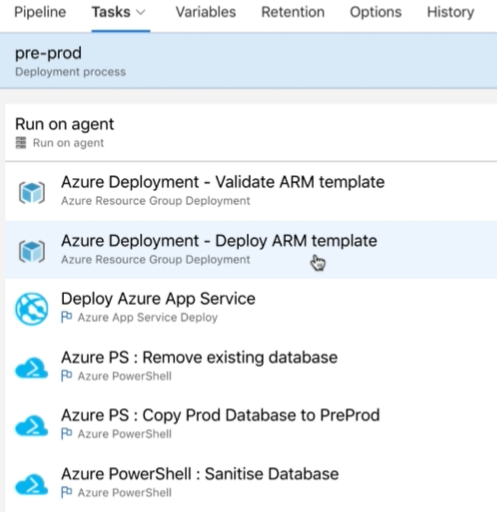 Pipeline Tasks Variables Retention Options History
pre-prod
Deployment process
Run on agent
Run on agent
Azure Deployment - Validate ARM template
Azure Resource Group Deployment
Azure Deployment - Deploy ARM template
Azure Resource Group Deployment
Deploy Azure App Service
Azure App Service Deploy
Azure PS : Remove existing database
Azure PowerShell
Azure PS : Copy Prod Database to PreProd
Azure PowerShell
Azure PowerShell : Sanitise Database
Azure PowerShell